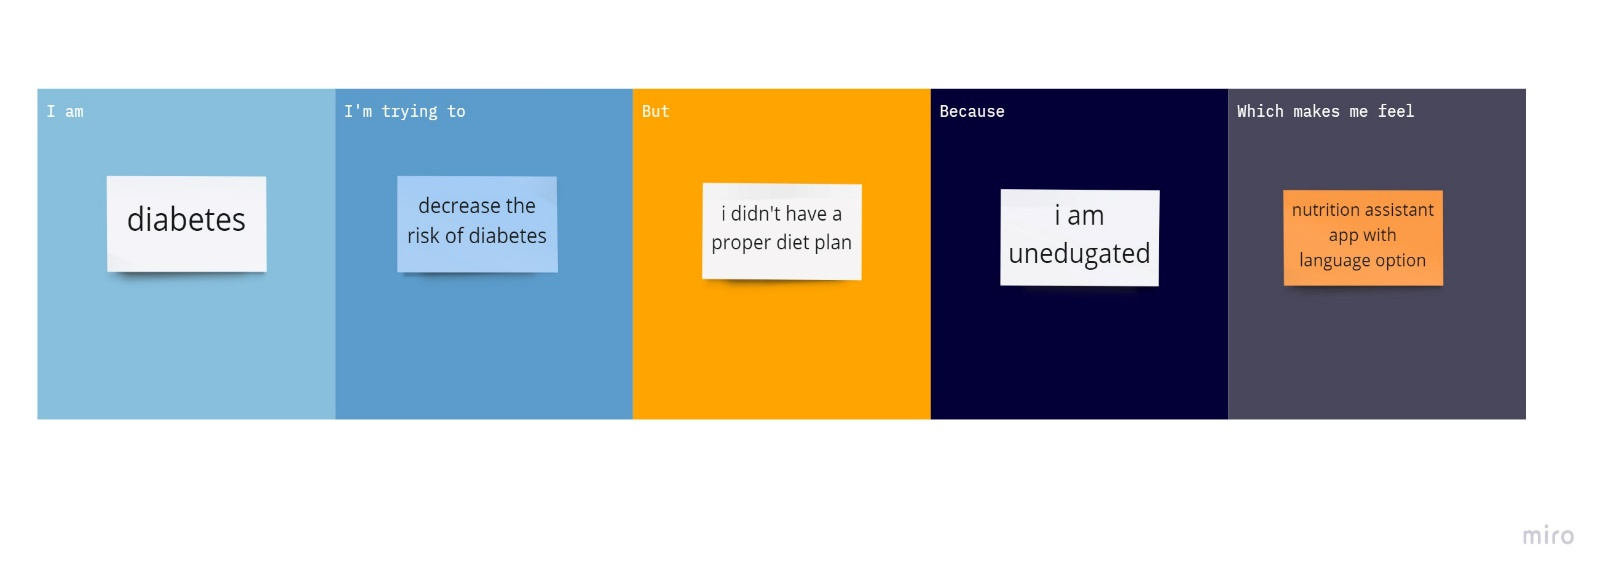 I am
diabetes
I'm trying to
decrease the
risk of diabetes
But
i didn't have a
proper diet plan
Because
i am
unedugated
Which makes me feel
nutrition assistant
app with
language option
miro